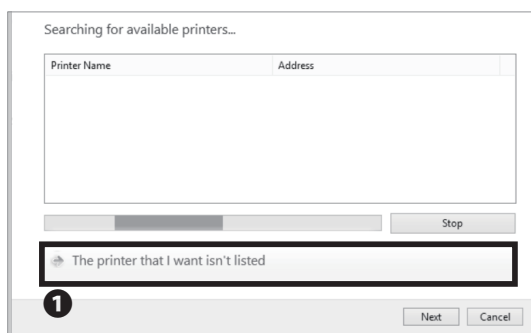 Searching for available printers...
Printer Name Address
Stop
The printer that I want isn't listed
1
Next Cancel